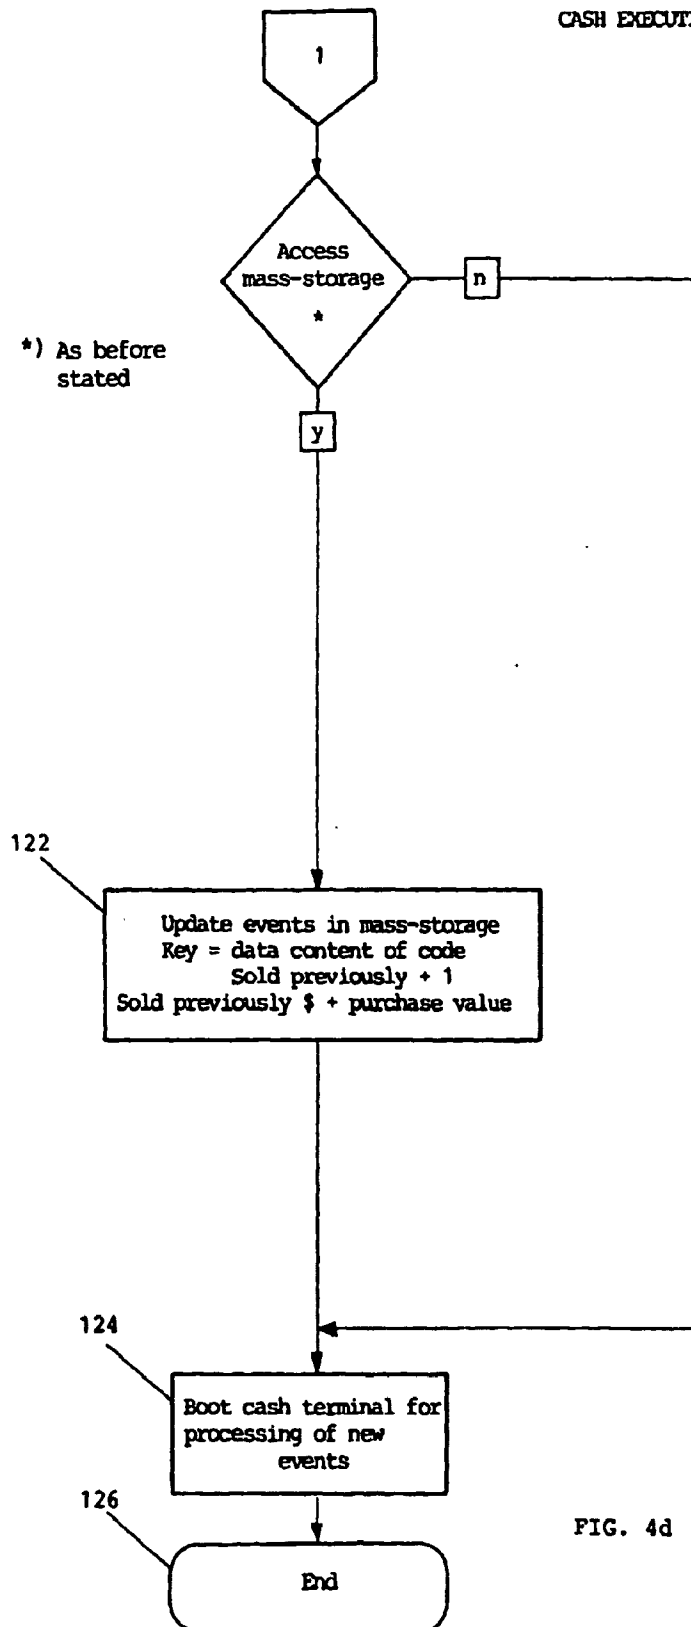 CASH EXECUTI
1
Access
mass-storage
*
n
*) As before
stated
y
122
Update events in mass-storage
Key = data content of code
Sold previously + 1
Sold previously $ + purchase value
124
Boot cash terminal for
processing of new
events
126
End
FIG. 4d